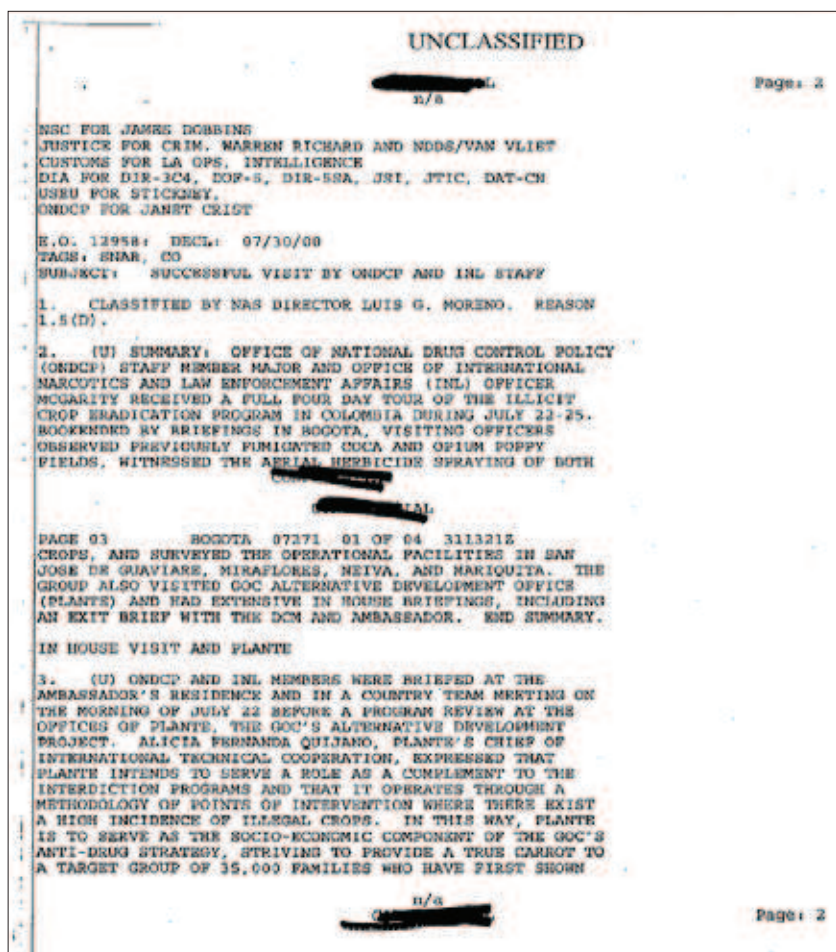 UNCLASSIFIED
Page: 2
n/a
NSC FOR JAMES DOBBINS
JUSTICE FOR CRIM. WARREN RICHARD AND NDDS/VAN VLIET
CUSTOMS FOR LA OPS, INTELLIGENCE
DIA FOR DIR-3C4, DOF-5, DIR-5SA, JSI, JTIC, DAT-CN
USEU FOR STICKNEY,
ONDCP FOR JANET CRIST
E.O. 12958: DECL: 07/30/00
TAGS: SNAR, CO
SUBJECT: SUCCESSFUL VISIT BY ONDCP AND INL STAFF
1. CLASSIFIED BY NAS DIRECTOR LUIS G. MORENO. REASON
1.5(D).
2. (U) SUMMARY: OFFICE OF NATIONAL DRUG CONTROL POLICY
(ONDCP) STAFF MEMBER MAJOR AND OFFICE OF INTERNATIONAL
NARCOTICS AND LAW ENFORCEMENT AFFAIRS (INL) OFFICER
MCGARITY RECEIVED A FULL FOUR DAY TOUR OF THE ILLICIT
CROP ERADICATION PROGRAM IN COLOMBIA DURING JULY 22-25.
BOOKENDED BY BRIEFINGS IN BOGOTA, VISITING OFFICERS
OBSERVED PREVIOUSLY FUMIGATED COCA AND OPIUM POPPY
FIELDS, WITNESSED THE AERIAL HERBICIDE SPRAYING OF BOTH
PAGE 03 BOGOTA 07271 01 OF 04 311321Z
CROPS, AND SURVEYED THE OPERATIONAL FACILITIES IN SAN
JOSE DE GUAVIARE, MIRAFLORES, NEIVA, AND MARIQUITA. THE
GROUP ALSO VISITED GOC ALTERNATIVE DEVELOPMENT OFFICE
(PLANTE) AND HAD EXTENSIVE IN HOUSE BRIEFINGS, INCLUDING
AN EXIT BRIEF WITH THE DCM AND AMBASSADOR. END SUMMARY.
IN HOUSE VISIT AND PLANTE
3. (U) ONDCP AND INL MEMBERS WERE BRIEFED AT THE
AMBASSADOR'S RESIDENCE AND IN A COUNTRY TEAM MEETING ON
THE MORNING OF JULY 22 BEFORE A PROGRAM REVIEW AT THE
OFFICES OF PLANTE, THE GOC'S ALTERNATIVE DEVELOPMENT
PROJECT. ALICIA FERNANDA QUIJANO, PLANTE'S CHIEF OF
INTERNATIONAL TECHNICAL COOPERATION, EXPRESSED THAT
PLANTE INTENDS TO SERVE A ROLE AS A COMPLEMENT TO THE
INTERDICTION PROGRAMS AND THAT IT OPERATES THROUGH A
METHODOLOGY OF POINTS OF INTERVENTION WHERE THERE EXIST
A HIGH INCIDENCE OF ILLEGAL CROPS. IN THIS WAY, PLANTE
IS TO SERVE AS THE SOCIO-ECONGMIC COMPONENT OF THE GOC'S
ANTI-DRUG STRATEGY, STRIVING TO PROVIDE A TRUE CARROT TO
A TARGET GROUP OF 35,000 FAMILIES WHO HAVE FIRST SHOWN
n/a
Page: 2